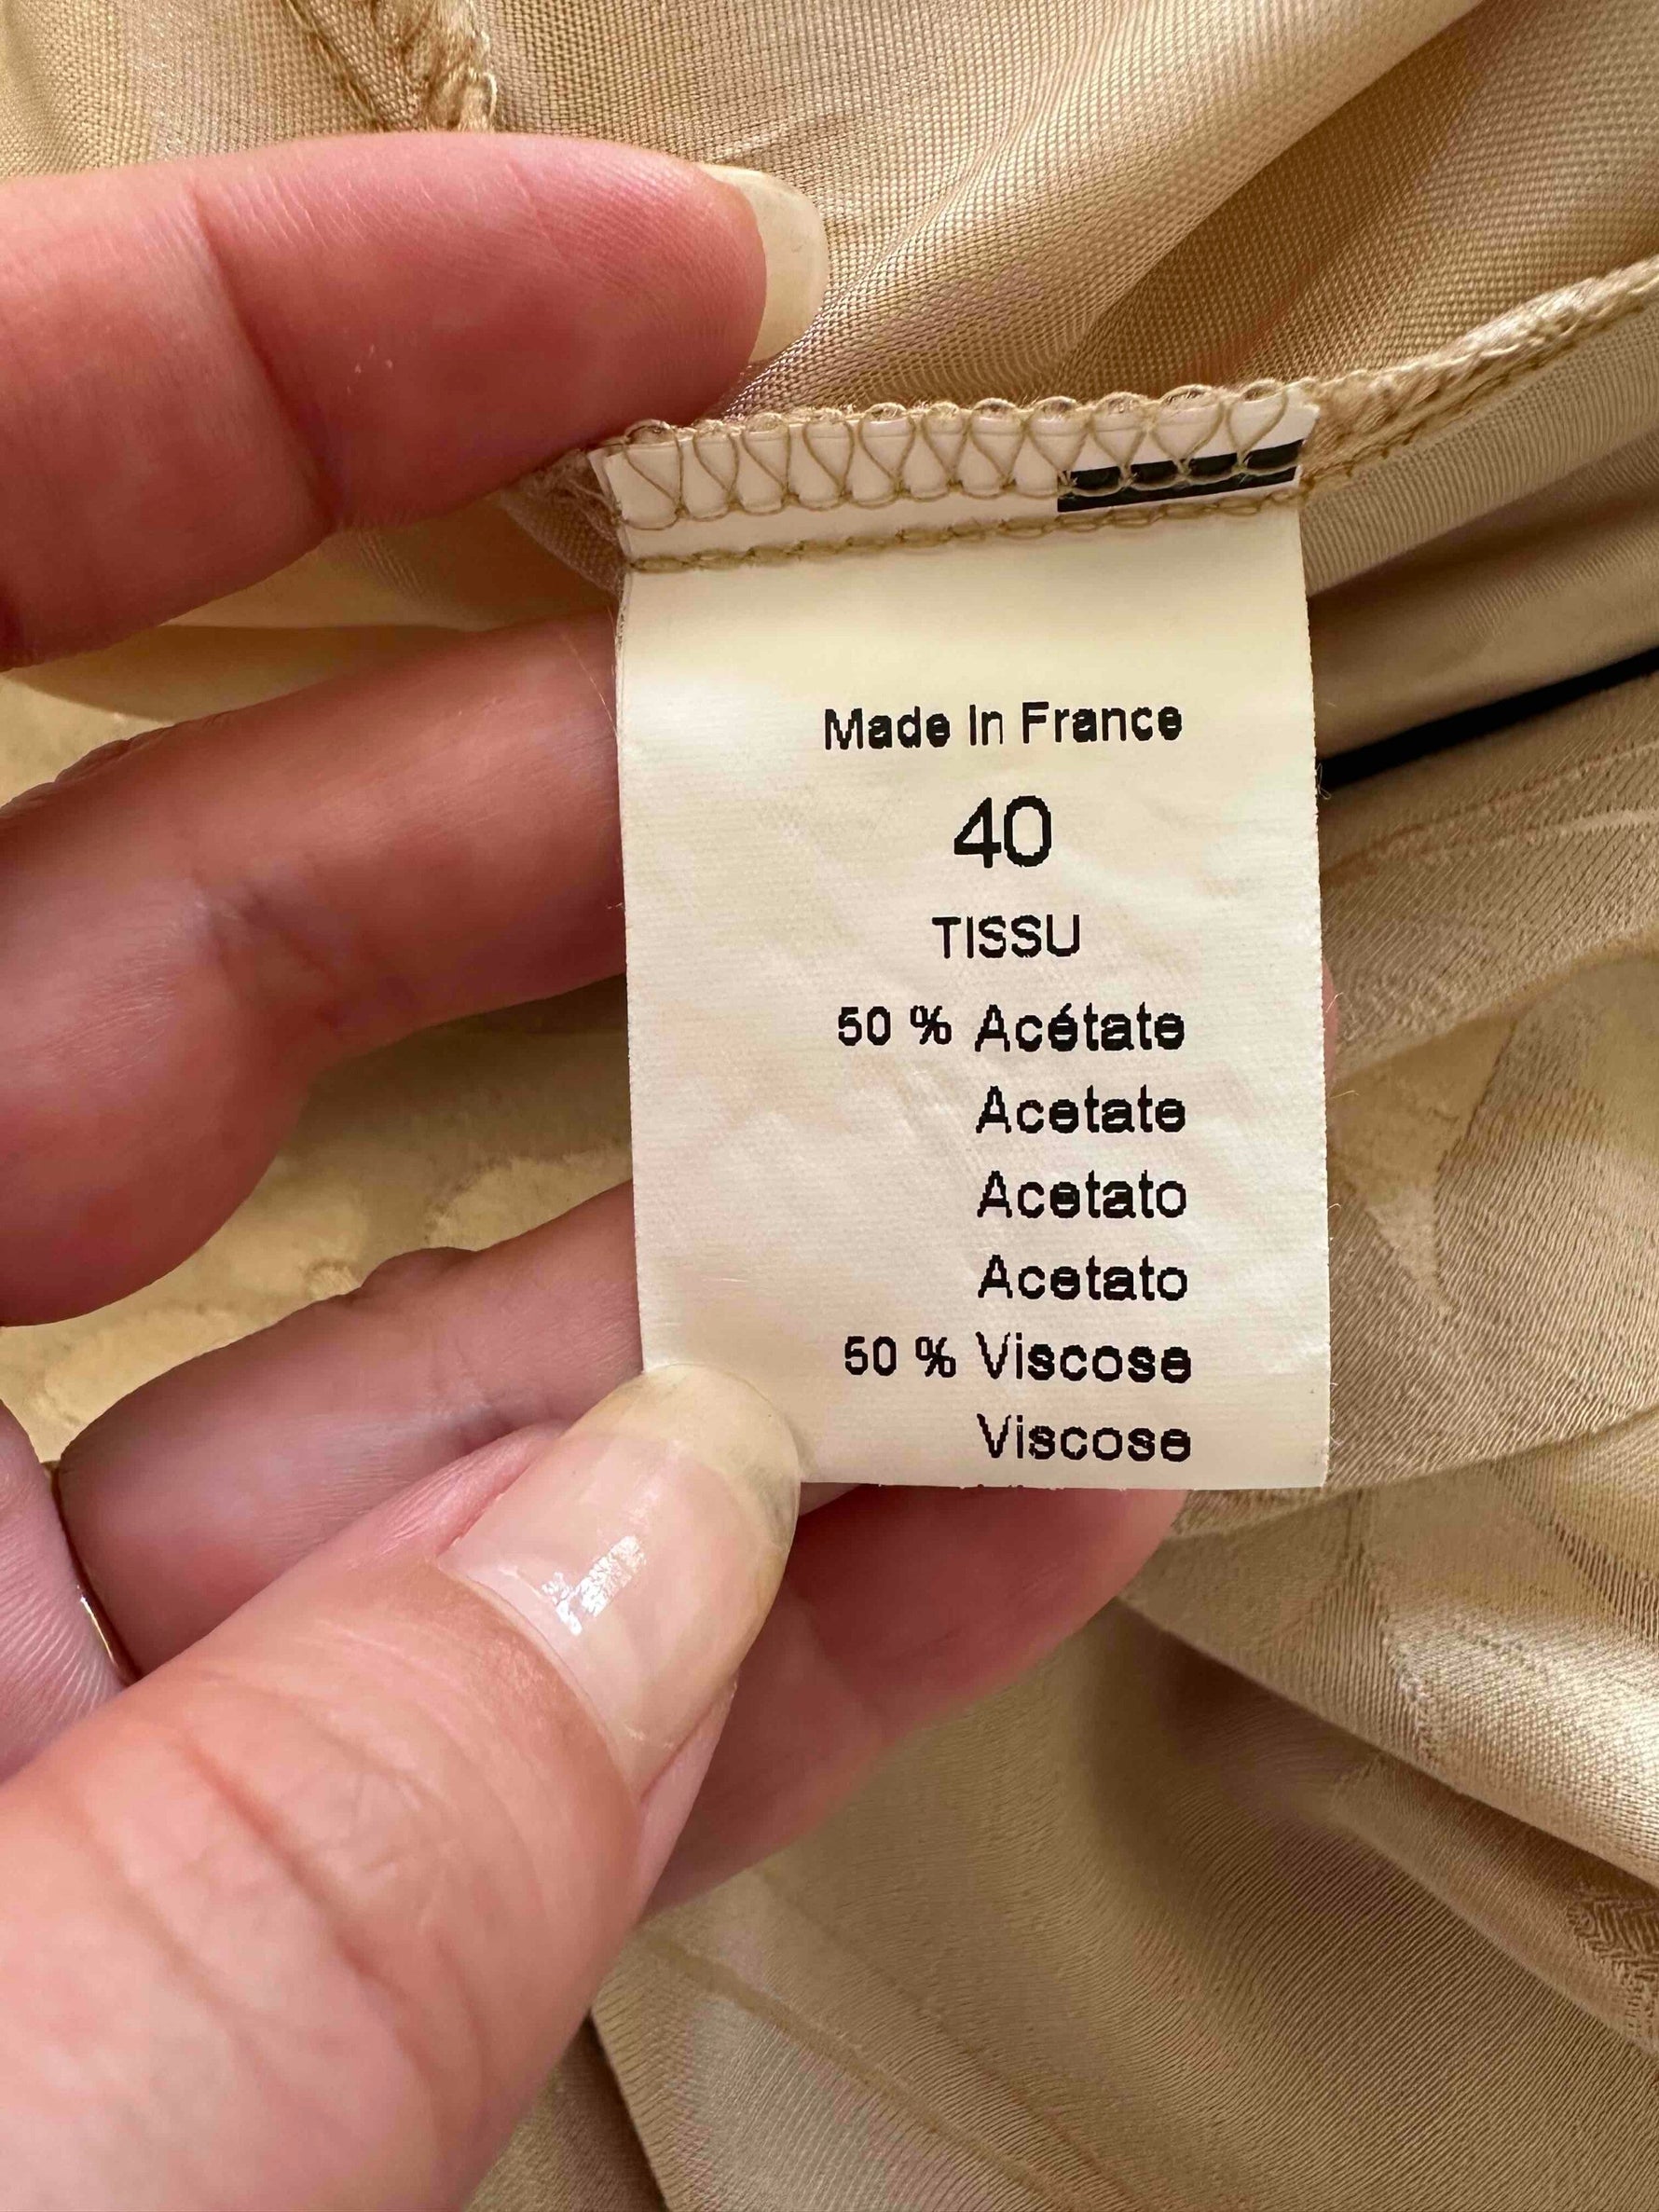 Made In France
40
TISSU
50 % Acétate
Acetate
Acetato
Acetato
50 % Viscose
Viscose